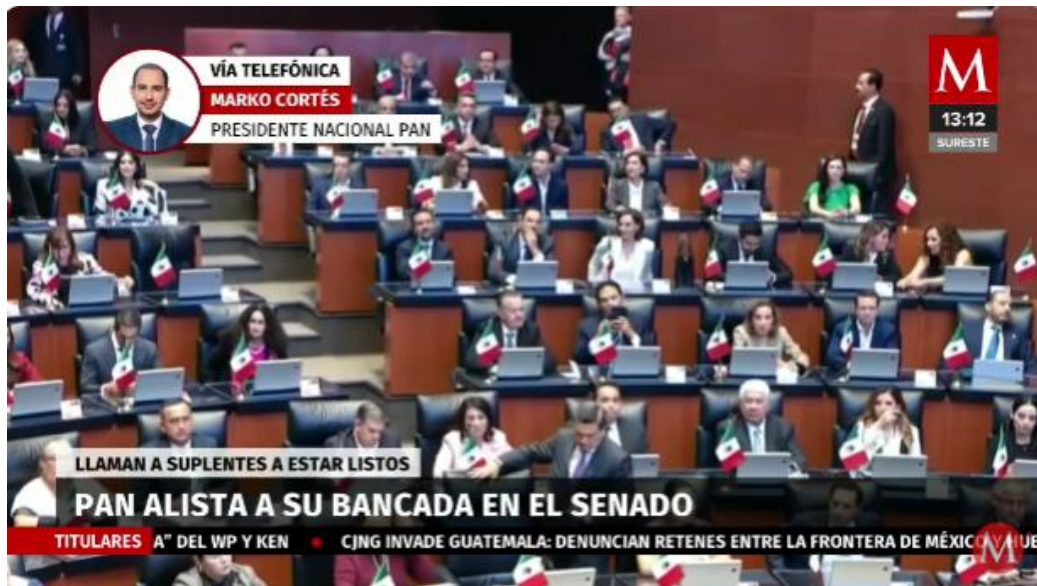 VÍA TELEFÓNICA
MARKO CORTÉS
PRESIDENTE NACIONAL PAN
M
13:12
SURESTE
LLAMAN A SUPLENTES A ESTAR LISTOS
PAN ALISTA A SU BANCADA EN EL SENADO
TITULARES A" DEL WP Y KEN • CJNG INVADE GUATEMALA: DENUNCIAN RETENES ENTRE LA FRONTERA DE MÉXICO Y HUE
M